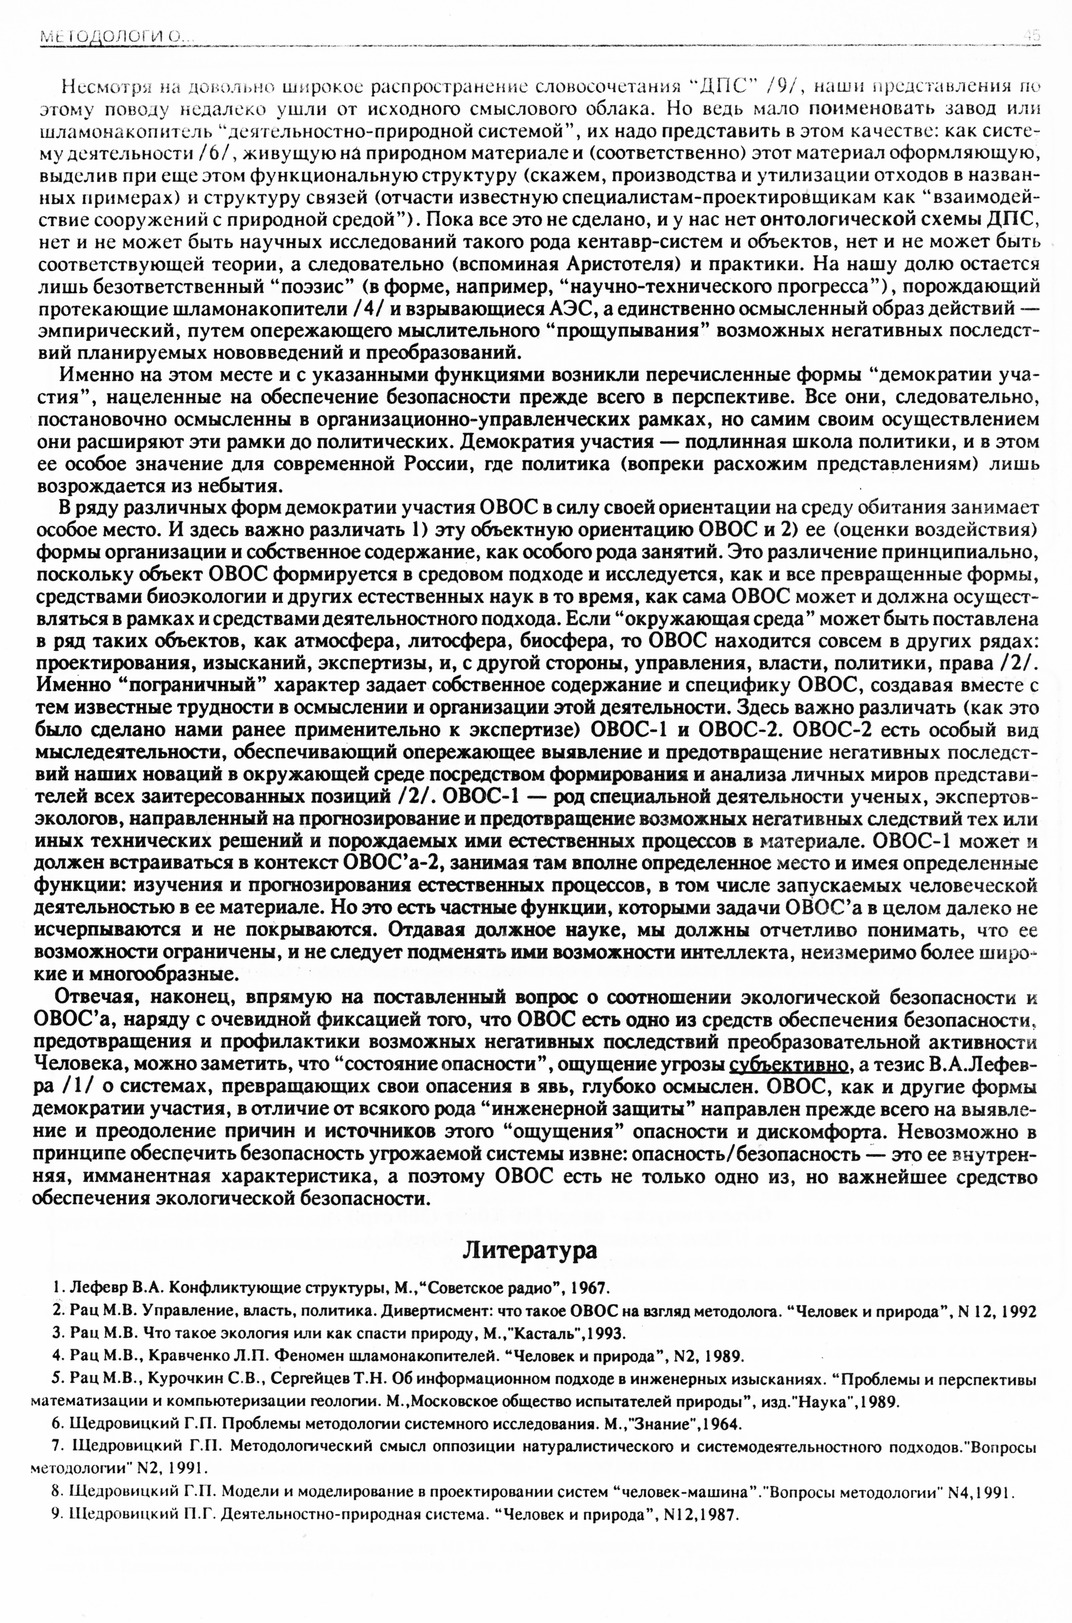 МЕТОДОЛОГИ О...
45
Несмотря на довольно широкое распространение словосочетания “ДПС” /9/, наши представления по
этому поводу недалеко ушли от исходного смыслового облака. Но ведь мало поименовать завод или
шламонакопитель “деятельностно-природной системой”, их надо представить в этом качестве: как систе-
му деятельности /6/, живущую на природном материале и (соответственно) этот материал оформляющую,
выделив при еще этом функциональную структуру (скажем, производства и утилизации отходов в назван-
ных примерах) и структуру связей (отчасти известную специалистам-проектировщикам как “взаимодей-
ствие сооружений с природной средой”). Пока все это не сделано, и у нас нет онтологической схемы ДПС,
нет и не может быть научных исследований такого рода кентавр-систем и объектов, нет и не может быть
соответствующей теории, а следовательно (вспоминая Аристотеля) и практики. На нашу долю остается
лишь безответственный “поэзис” (в форме, например, “научно-технического прогресса”), порождающий
протекающие шламонакопители /4/ и взрывающиеся АЭС, а единственно осмысленный образ действий —
эмпирический, путем опережающего мыслительного “прощупывания” возможных негативных последст-
вий планируемых нововведений и преобразований.
Именно на этом месте и с указанными функциями возникли перечисленные формы “демократии уча-
стия”, нацеленные на обеспечение безопасности прежде всего в перспективе. Все они, следовательно,
постановочно осмысленны в организационно-управленческих рамках, но самим своим осуществлением
они расширяют эти рамки до политических. Демократия участия — подлинная школа политики, и в этом
ее особое значение для современной России, где политика (вопреки расхожим представлениям) лишь
возрождается из небытия.
В ряду различных форм демократии участия ОВОС в силу своей ориентации на среду обитания занимает
особое место. И здесь важно различать 1) эту объектную ориентацию ОВОС и 2) ее (оценки воздействия)
формы организации и собственное содержание, как особого рода занятий. Это различение принципиально,
поскольку объект ОВОС формируется в средовом подходе и исследуется, как и все превращенные формы,
средствами биоэкологии и других естественных наук в то время, как сама ОВОС может и должна осущест-
вляться в рамках и средствами деятельностного подхода. Если “окружающая среда” может быть поставлена
в ряд таких объектов, как атмосфера, литосфера, биосфера, то ОВОС находится совсем в других рядах:
проектирования, изысканий, экспертизы, и, с другой стороны, управления, власти, политики, права /2/.
Именно “пограничный” характер задает собственное содержание и специфику ОВОС, создавая вместе с
тем известные трудности в осмыслении и организации этой деятельности. Здесь важно различать (как это
было сделано нами ранее применительно к экспертизе) ОВОС-1 и ОВОС-2. ОВОС-2 есть особый вид
мыследеятельности, обеспечивающий опережающее выявление и предотвращение негативных последст-
вий наших новаций в окружающей среде посредством формирования и анализа личных миров представи-
телей всех заитересованных позиций /2/. ОВОС-1 — род специальной деятельности ученых, экспертов-
экологов, направленный на прогнозирование и предотвращение возможных негативных следствий тех или
иных технических решений и порождаемых ими естественных процессов в материале. ОВОС-1 может и
должен встраиваться в контекст ОВОС’а-2, занимая там вполне определенное место и имея определенные
функции: изучения и прогнозирования естественных процессов, в том числе запускаемых человеческой
деятельностью в ее материале. Но это есть частные функции, которыми задачи ОВОС’а в целом далеко не
исчерпываются и не покрываются. Отдавая должное науке, мы должны отчетливо понимать, что ее
возможности ограничены, и не следует подменять ими возможности интеллекта, неизмеримо более широ-
кие и многообразные.
Отвечая, наконец, впрямую на поставленный вопрос о соотношении экологической безопасности и
ОВОС’а, наряду с очевидной фиксацией того, что ОВОС есть одно из средств обеспечения безопасности,
предотвращения и профилактики возможных негативных последствий преобразовательной активности
Человека, можно заметить, что “состояние опасности”, ощущение угрозы субъективно, а тезис В.А.Лефев-
ра /1/ о системах, превращающих свои опасения в явь, глубоко осмыслен. ОВОС, как и другие формы
демократии участия, в отличие от всякого рода “инженерной защиты” направлен прежде всего на выявле-
ние и преодоление причин и источников этого “ощущения” опасности и дискомфорта. Невозможно в
принципе обеспечить безопасность угрожаемой системы извне: опасность/безопасность — это ее внутрен-
няя, имманентная характеристика, а поэтому ОВОС есть не только одно из, но важнейшее средство
обеспечения экологической безопасности.
Литература
1. Лефевр В.А. Конфликтующие структуры, М.,“Советское радио”, 1967.
2. Рац М.В. Управление, власть, политика. Дивертисмент: что такое ОВОС на взгляд методолога. “Человек и природа”, N 12, 1992
3. Рац М.В. Что такое экология или как спасти природу, М.,"Касталь",1993.
4. Рац М.В., Кравченко Л.П. Феномен шламонакопителей. “Человек и природа”, N2, 1989.
5. Рац М.В., Курочкин С.В., Сергейцев Т.Н. Об информационном подходе в инженерных изысканиях. “Проблемы и перспективы
математизации и компьютеризации геологии. М.,Московское общество испытателей природы”, изд."Наука",1989.
6. Щедровицкий Г.П. Проблемы методологии системного исследования. М.,"Знание",1964.
7. Щедровицкий Г.П. Методологический смысл оппозиции натуралистического и системодеятельностного подходов."Вопросы
методологии" N2, 1991.
8. Щедровицкий Г.П. Модели и моделирование в проектировании систем “человек-машина”."Вопросы методологии" N4,1991.
9. Щедровицкий П.Г. Деятельностно-природная система. “Человек и природа”, N12,1987.